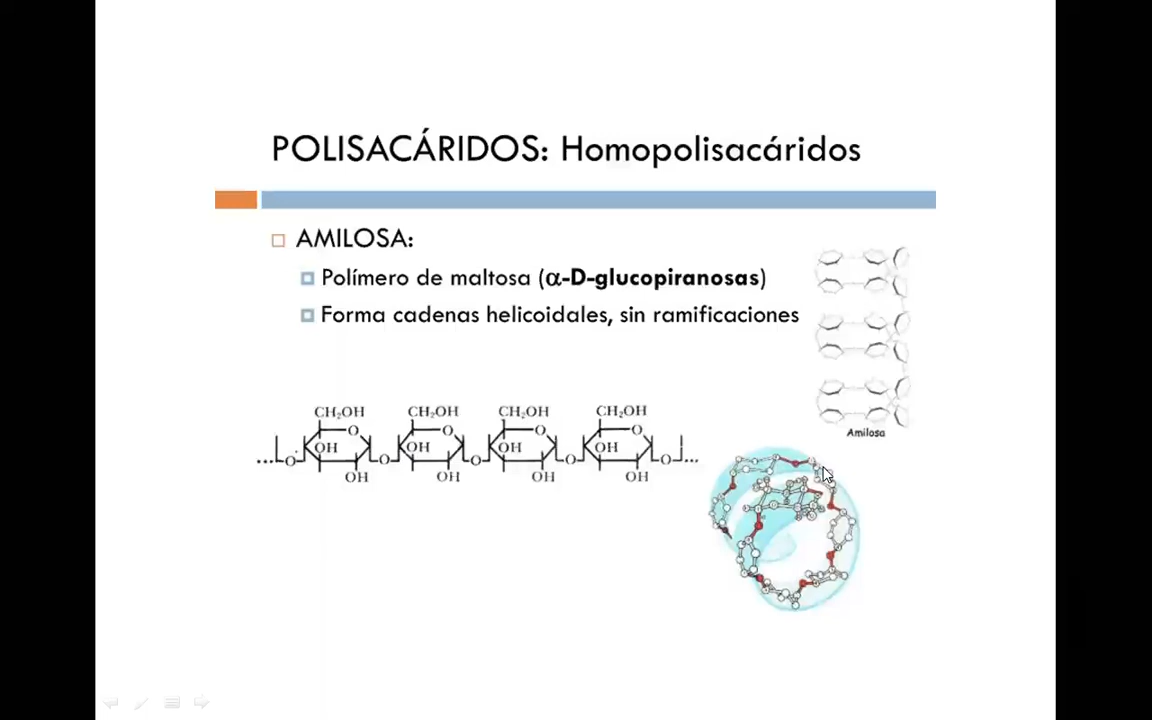 POLISACÁRIDOS: Homopolisacáridos
AMILOSA:
Polímero de maltosa (α-D-glucopiranosas)
Forma cadenas helicoidales, sin ramificaciones
Amilosa
CH₂OH CH₂OH CH₂OH CH₂OH
O O O O
OH OH OH OH
...O O O O O...
OH OH OH OH